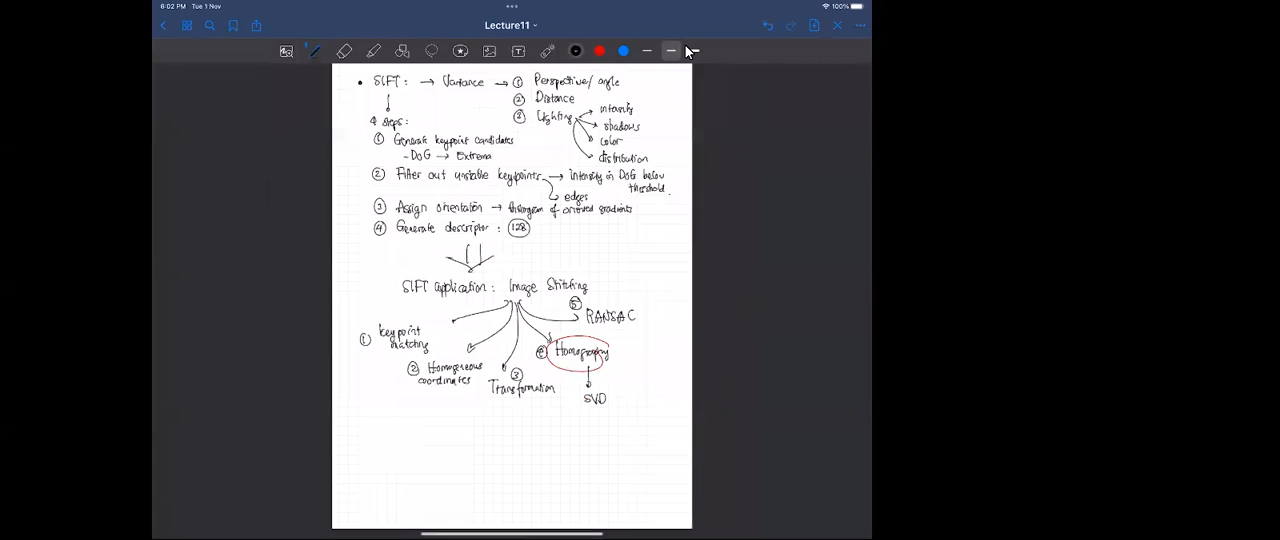 6:02 PM Tue 1 Nov
100%
Lecture11
SIFT : → Variance → ① Perspective / angle
② Distance
③ Lighting
intensity
shadows
color
distribution
4 steps :
① Generate keypoint candidates
- DoG → Extrema
② Filter out unstable keypoints → intensity in DoG below threshold.
edges
③ Assign orientation → histogram of oriented gradients
④ Generate descriptor : 128
SIFT application : Image Stitching
⑤ RANSAC
① keypoint matching
④ Homography
② Homogeneous coordinates
③ Transformation
SVD